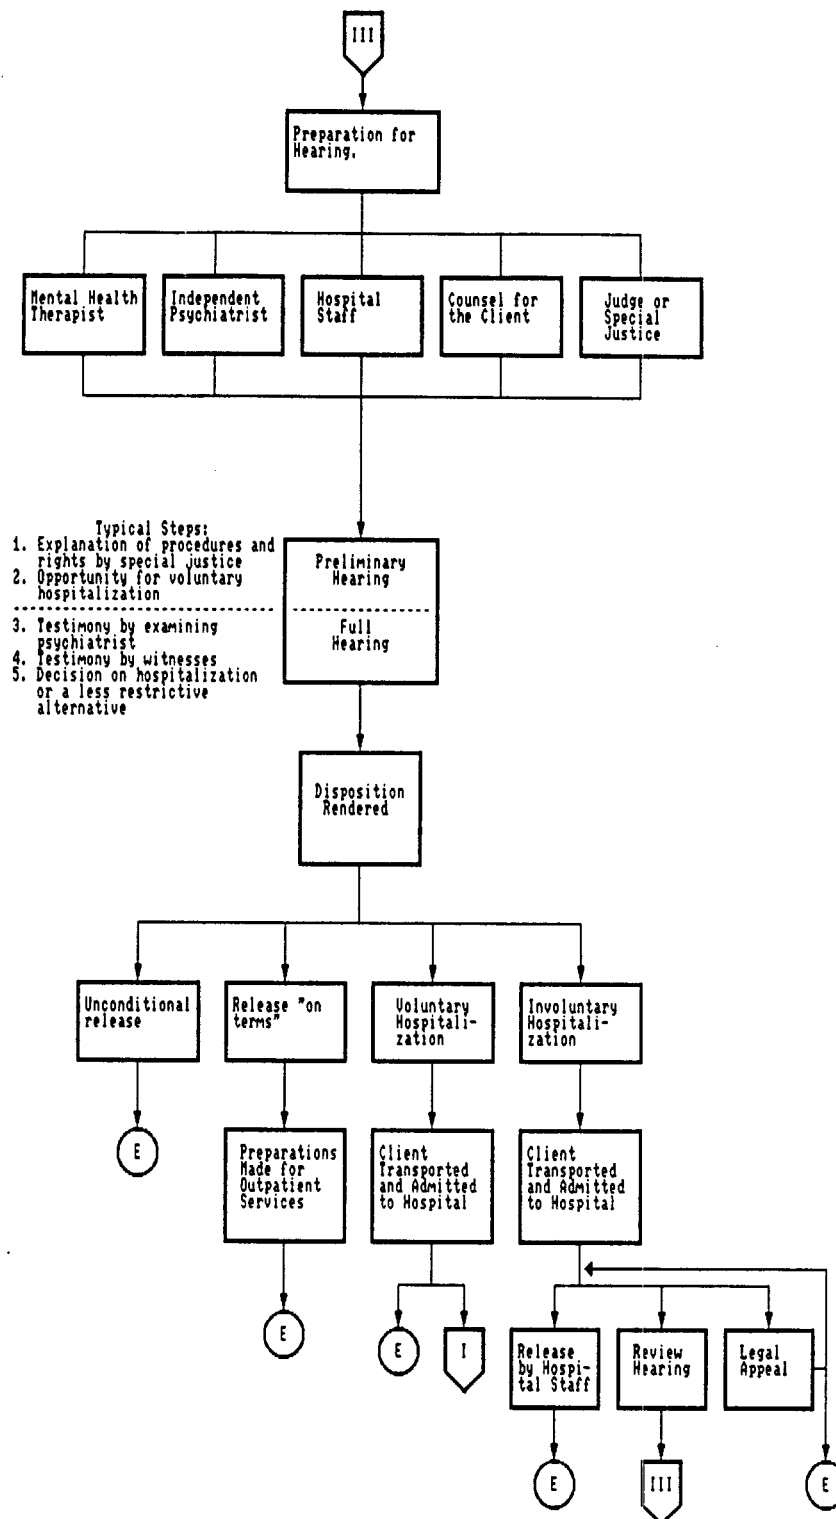 III
Preparation for
Hearing.
Mental Health
Therapist
Independent
Psychiatrist
Hospital
Staff
Counsel for
the Client
Judge or
Special
Justice
Typical Steps:
1. Explanation of procedures and
rights by special justice
2. Opportunity for voluntary
hospitalization
3. Testimony by examining
psychiatrist
4. Testimony by witnesses
5. Decision on hospitalization
or a less restrictive
alternative
Preliminary
Hearing
Full
Hearing
Disposition
Rendered
Unconditional
release
Release "on
terms"
Voluntary
Hospitali-
zation
Involuntary
Hospitali-
zation
E
Preparations
Made for
Outpatient
Services
Client
Transported
and Admitted
to Hospital
Client
Transported
and Admitted
to Hospital
E
E
I
Release
by Hospi-
tal Staff
Review
Hearing
Legal
Appeal
E
III
E